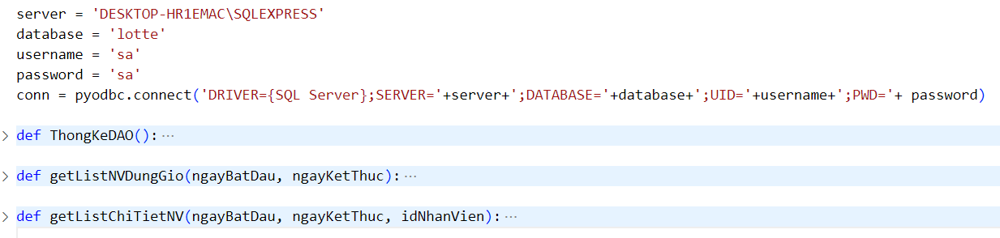 server = 'DESKTOP-HR1EMAC\SQLEXPRESS'
database = 'lotte'
username = 'sa'
password = 'sa'
conn = pyodbc.connect('DRIVER={SQL Server};SERVER='+server+';DATABASE='+database+';UID='+username+';PWD='+ password)
def ThongKeDAO(): ···
def getListNVDungGio(ngayBatDau, ngayKetThuc): ···
def getListChiTietNV(ngayBatDau, ngayKetThuc, idNhanVien): ···